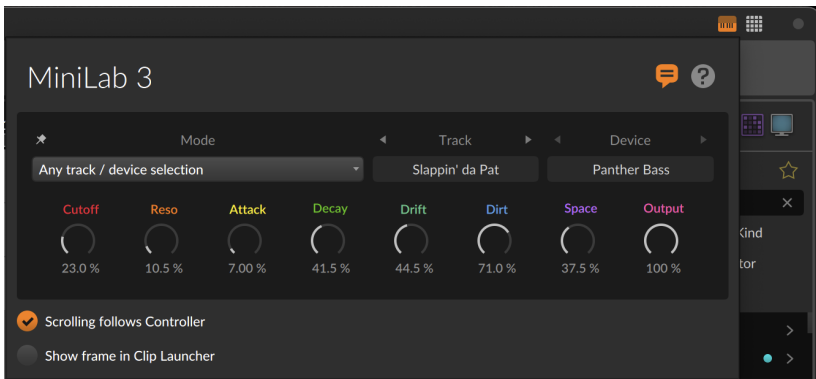 MiniLab 3
Mode Track Device
Any track / device selection Slappin' da Pat Panther Bass
Cutoff Reso Attack Decay Drift Dirt Space Output
23.0 % 10.5 % 7.00 % 41.5 % 44.5 % 71.0 % 37.5 % 100 %
Scrolling follows Controller
Show frame in Clip Launcher